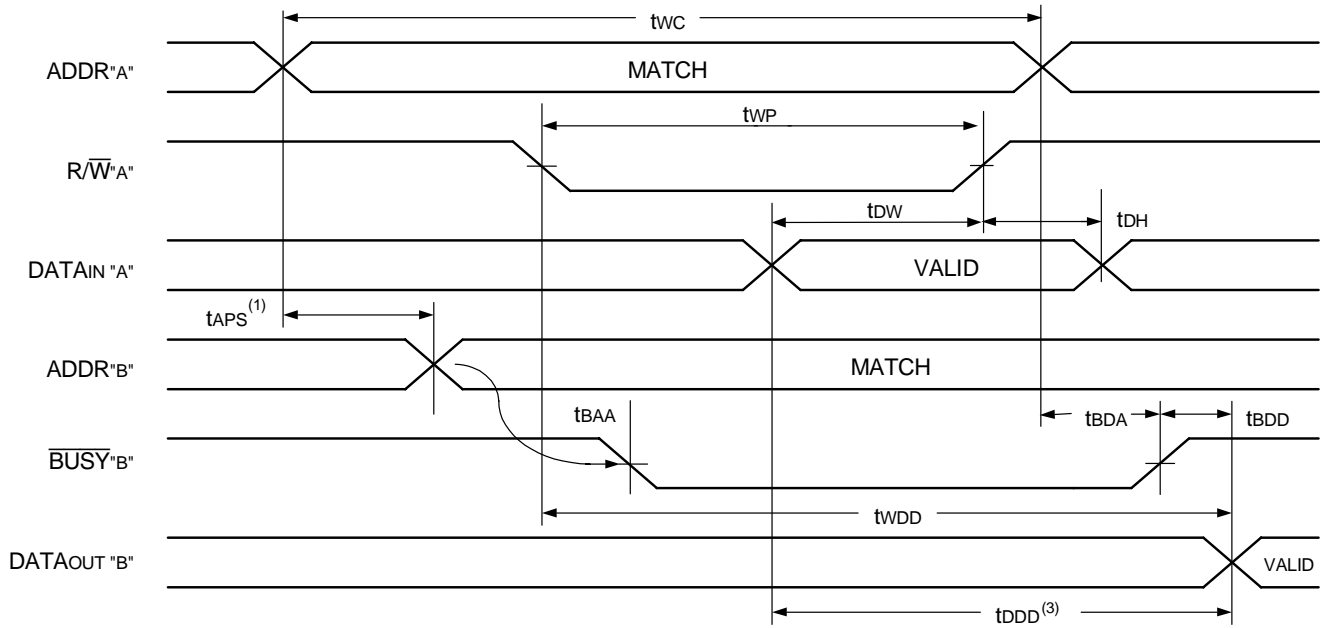 tWC
ADDR"A"
MATCH
tWP
R/W̅"A"
tDW
tDH
DATAIN "A"
VALID
tAPS(1)
ADDR"B"
MATCH
tBAA
tBDA
tBDD
B̅U̅S̅Y̅"B"
tWDD
DATAOUT "B"
VALID
tDDD(3)